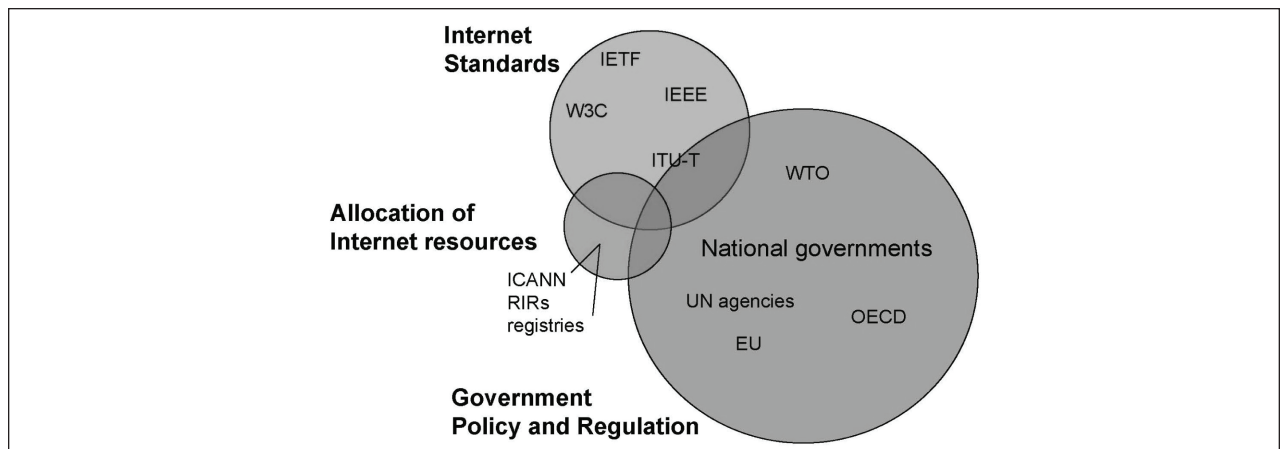 Internet
Standards
IETF
IEEE
W3C
ITU-T
WTO
Allocation of
Internet resources
National governments
ICANN
RIRs
registries
UN agencies
OECD
EU
Government
Policy and Regulation